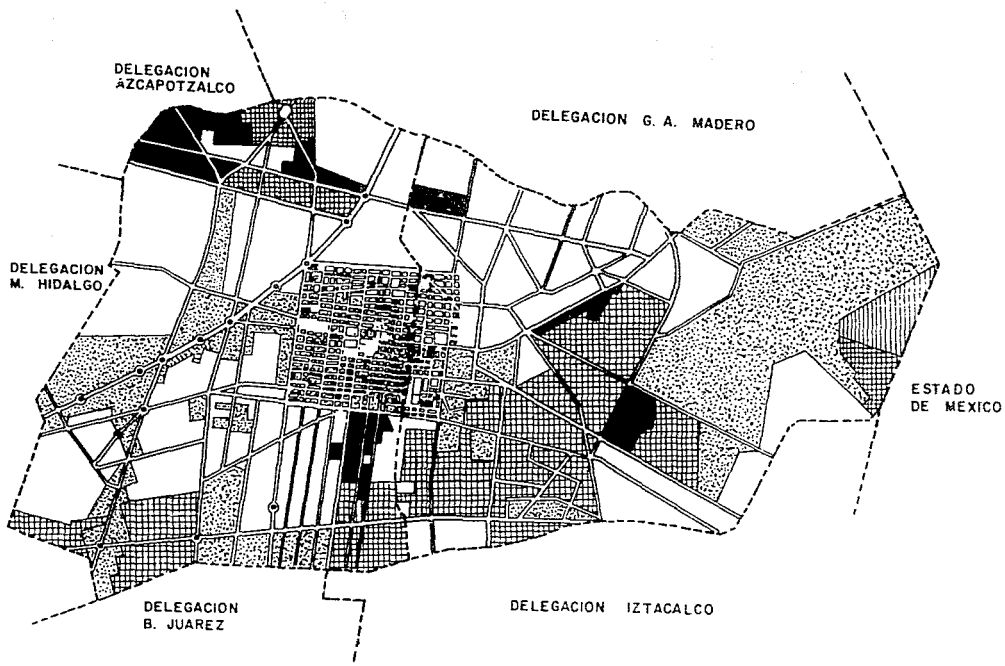 DELEGACION
AZCAPOTZALCO
DELEGACION G. A. MADERO
DELEGACION
M. HIDALGO
ESTADO
DE MEXICO
DELEGACION
B. JUAREZ
DELEGACION IZTACALCO